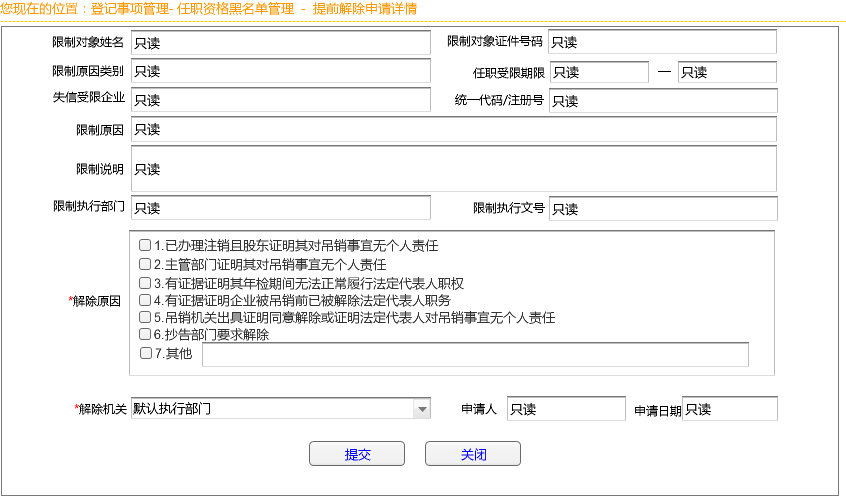 您现在的位置：登记事项管理- 任职资格黑名单管理 － 提前解除申请详情
限制对象姓名 只读 限制对象证件号码 只读
限制原因类别 只读 任职受限期限 只读 — 只读
失信受限企业 只读 统一代码/注册号 只读
限制原因 只读
限制说明 只读
限制执行部门 只读 限制执行文号 只读
*解除原因
1.已办理注销且股东证明其对吊销事宜无个人责任
2.主管部门证明其对吊销事宜无个人责任
3.有证据证明其年检期间无法正常履行法定代表人职权
4.有证据证明企业被吊销前已被解除法定代表人职务
5.吊销机关出具证明同意解除或证明法定代表人对吊销事宜无个人责任
6.抄告部门要求解除
7.其他
*解除机关 默认执行部门 申请人 只读 申请日期 只读
提交 关闭